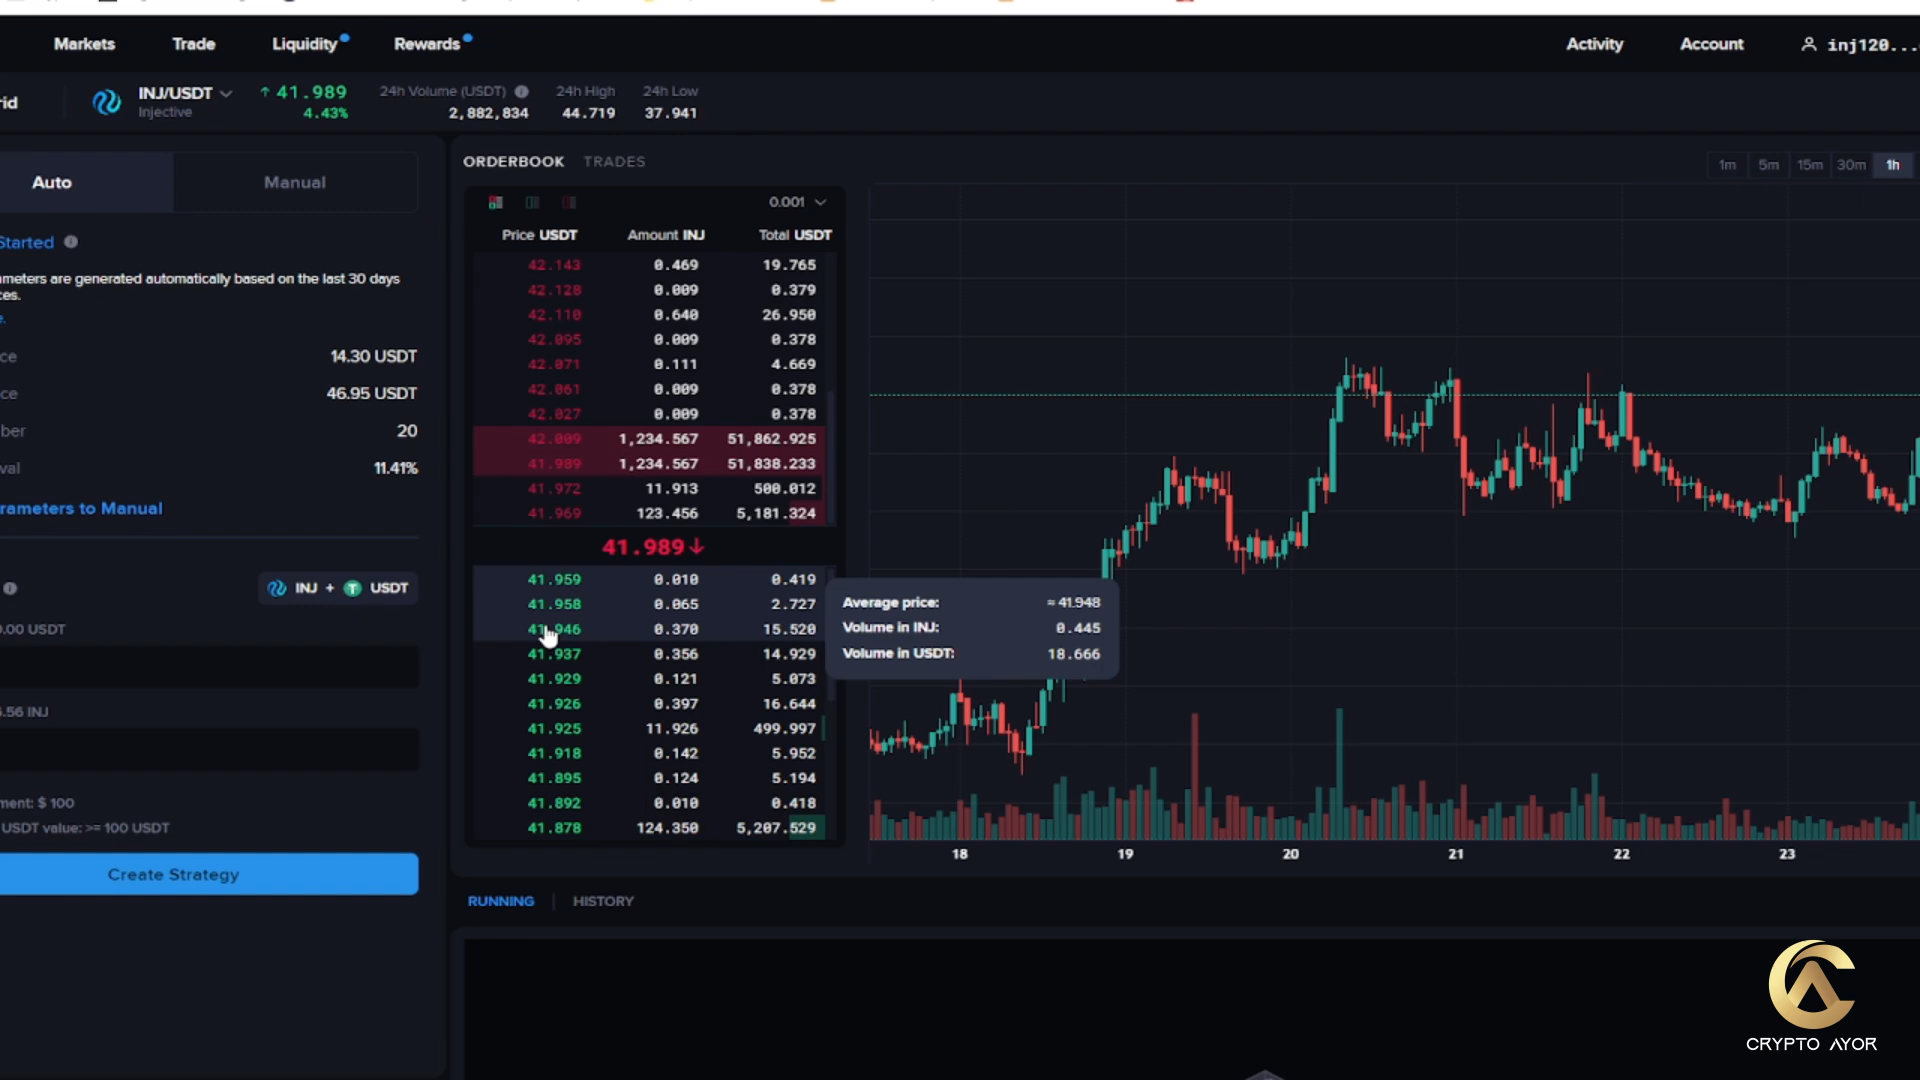 Markets Trade Liquidity Rewards Activity Account inj120...
rid INJ/USDT ↑ 41.989 24h Volume (USDT) 24h High 24h Low
Injective 4.43% 2,882,834 44.719 37.941
Auto Manual
ORDERBOOK TRADES
1m 5m 15m 30m 1h
0.001
Started
Price USDT Amount INJ Total USDT
meters are generated automatically based on the last 30 days
ces.
e.
ce 14.30 USDT
ce 46.95 USDT
ber 20
val 11.41%
rameters to Manual
INJ + USDT
0.00 USDT
.56 INJ
ment: $ 100
USDT value: >= 100 USDT
Create Strategy
42.143 0.469 19.765
42.128 0.009 0.379
42.110 0.640 26.950
42.095 0.009 0.378
42.071 0.111 4.669
42.061 0.009 0.378
42.027 0.009 0.378
42.009 1,234.567 51,862.925
41.989 1,234.567 51,838.233
41.972 11.913 500.012
41.969 123.456 5,181.324
41.989↓
41.959 0.010 0.419
41.958 0.065 2.727
41.946 0.370 15.520
41.937 0.356 14.929
41.929 0.121 5.073
41.926 0.397 16.644
41.925 11.926 499.997
41.918 0.142 5.952
41.895 0.124 5.194
41.892 0.010 0.418
41.878 124.350 5,207.529
Average price: ≈ 41.948
Volume in INJ: 0.445
Volume in USDT: 18.666
18 19 20 21 22 23
RUNNING HISTORY
CRYPTO AYOR